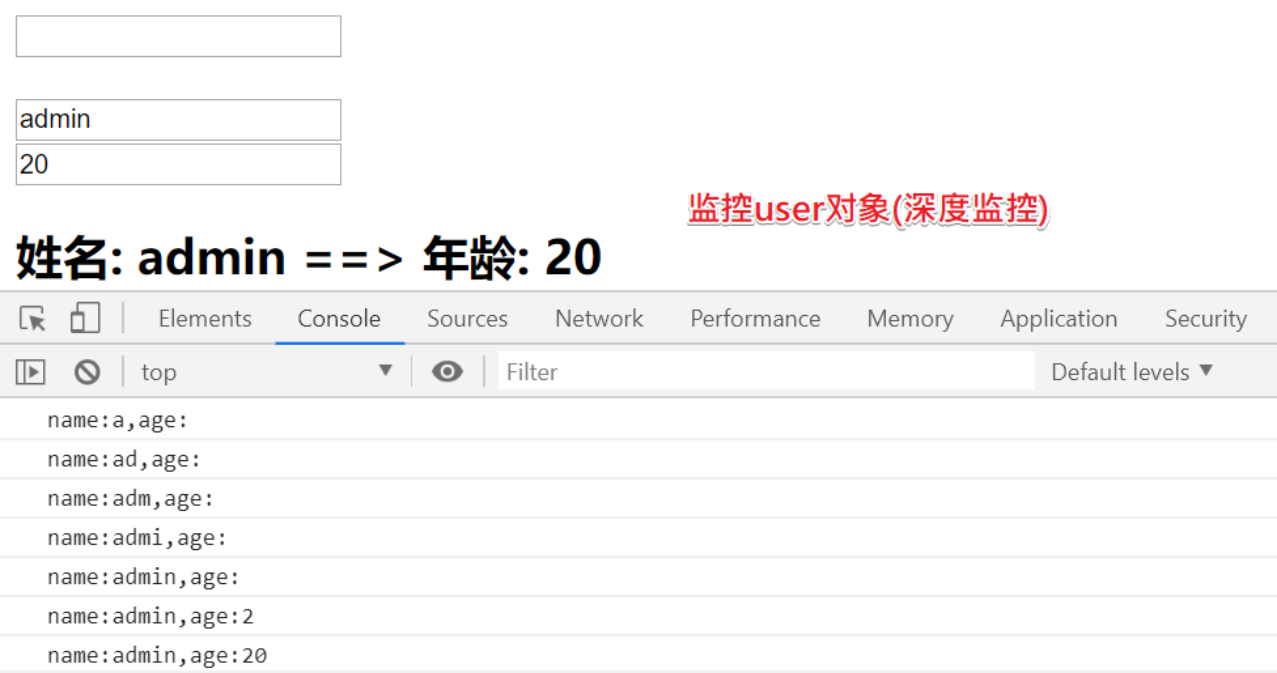 admin
20
监控user对象(深度监控)
姓名: admin ==> 年龄: 20
Elements Console Sources Network Performance Memory Application Security
top Filter Default levels
name:a,age:
name:ad,age:
name:adm,age:
name:admi,age:
name:admin,age:
name:admin,age:2
name:admin,age:20